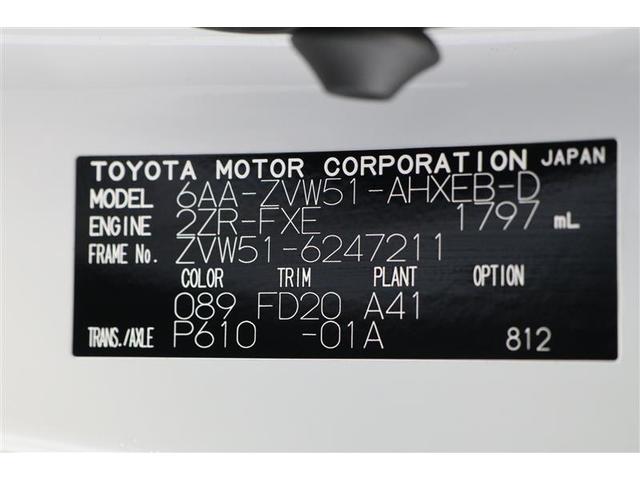 TOYOTA MOTOR CORPORATION JAPAN
MODEL 6AA-ZVW51-AHXEB-D
ENGINE 2ZR-FXE 1797 mL
FRAME No. ZVW51-6247211
COLOR TRIM PLANT OPTION
089 FD20 A41
TRANS./AXLE P610 -01A 812